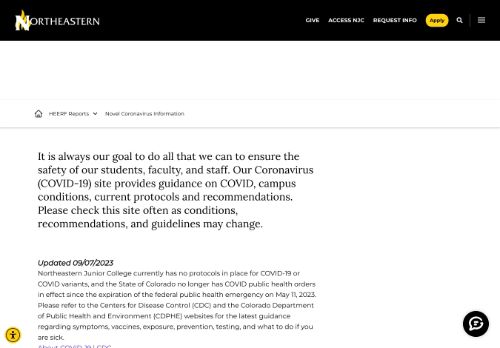 NORTHEASTERN
GIVE ACCESS NJC REQUEST INFO Apply
HEERF Reports Novel Coronavirus Information
It is always our goal to do all that we can to ensure the
safety of our students, faculty, and staff. Our Coronavirus
(COVID-19) site provides guidance on COVID, campus
conditions, current protocols and recommendations.
Please check this site often as conditions,
recommendations, and guidelines may change.
Updated 09/07/2023
Northeastern Junior College currently has no protocols in place for COVID-19 or
COVID variants, and the State of Colorado no longer has COVID public health orders
in effect since the expiration of the federal public health emergency on May 11, 2023.
Please refer to the Centers for Disease Control (CDC) and the Colorado Department
of Public Health and Environment (CDPHE) websites for the latest guidance
regarding symptoms, vaccines, exposure, prevention, testing, and what to do if you
are sick.
About COVID-19 | CDC